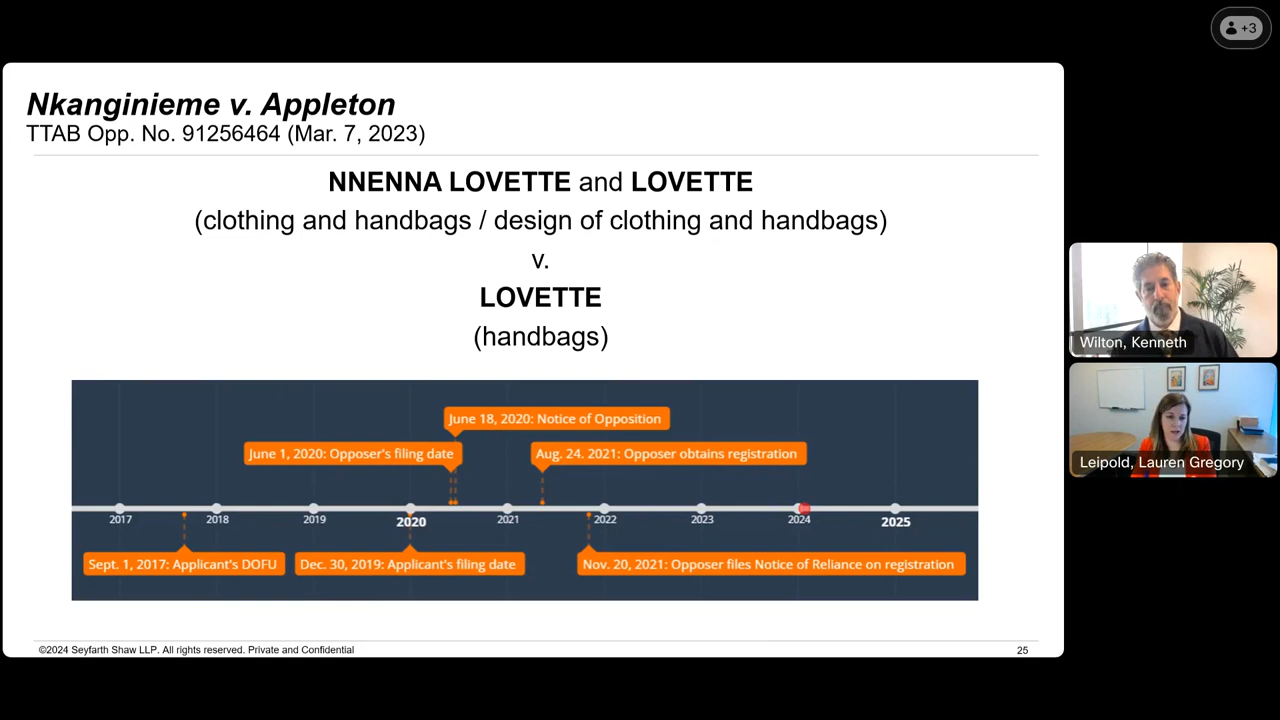 +3
Nkanginieme v. Appleton
TTAB Opp. No. 91256464 (Mar. 7, 2023)
NNENNA LOVETTE and LOVETTE
(clothing and handbags / design of clothing and handbags)
v.
LOVETTE
(handbags)
June 18, 2020: Notice of Opposition
June 1, 2020: Opposer's filing date
Aug. 24. 2021: Opposer obtains registration
2017
2018
2019
2020
2021
2022
2023
2024
2025
Sept. 1, 2017: Applicant's DOFU
Dec. 30, 2019: Applicant's filing date
Nov. 20, 2021: Opposer files Notice of Reliance on registration
©2024 Seyfarth Shaw LLP. All rights reserved. Private and Confidential
25
Wilton, Kenneth
Leipold, Lauren Gregory